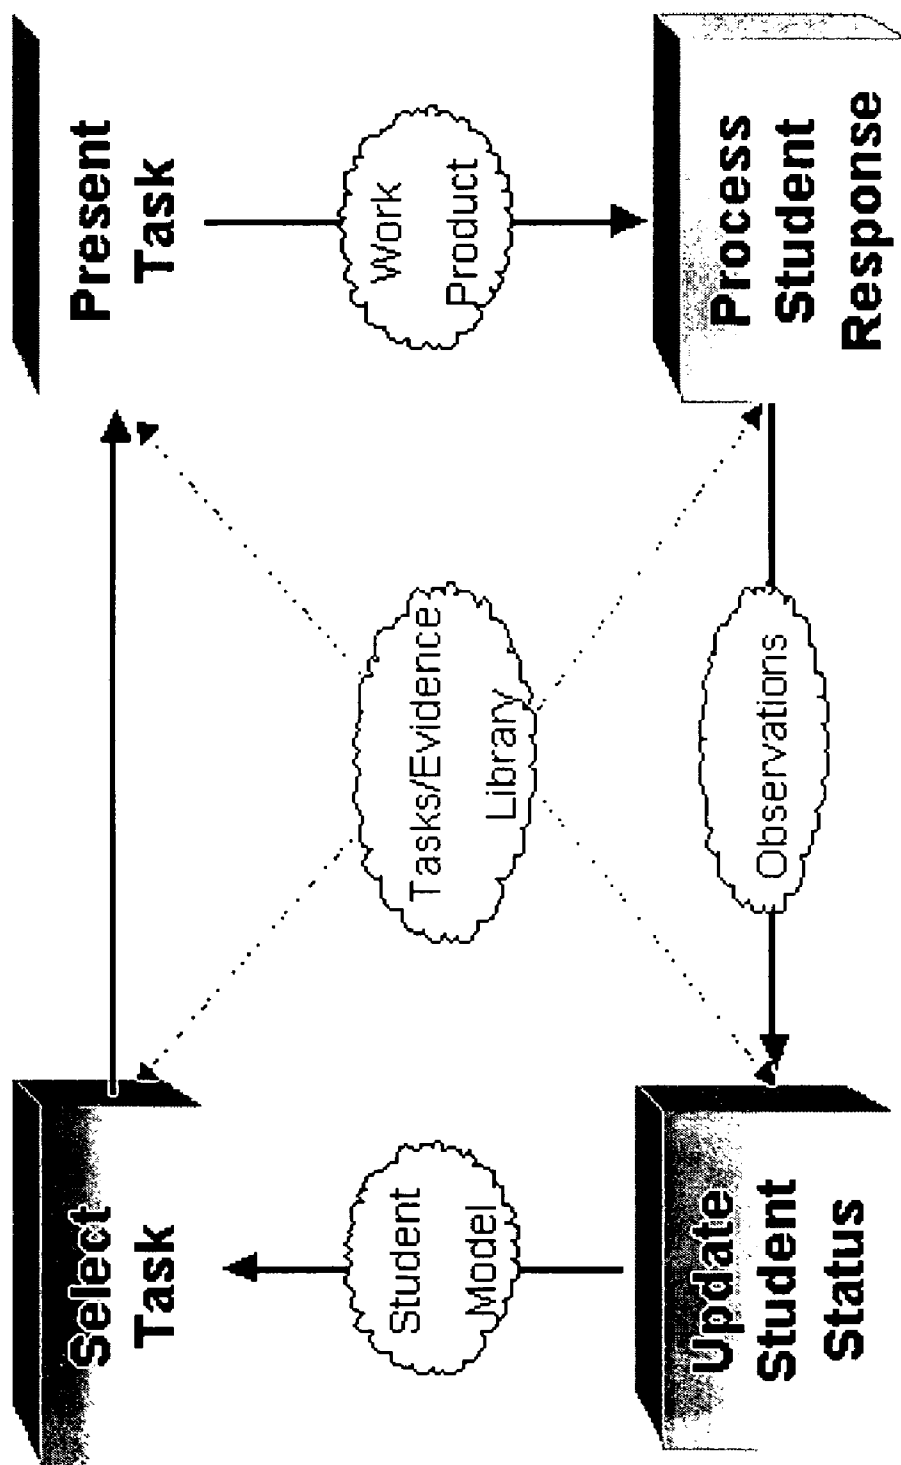 Select
Task
Present
Task
Student
Model
Tasks/Evidence
Library
Work
Product
Update
Student
Status
Observations
Process
Student
Response